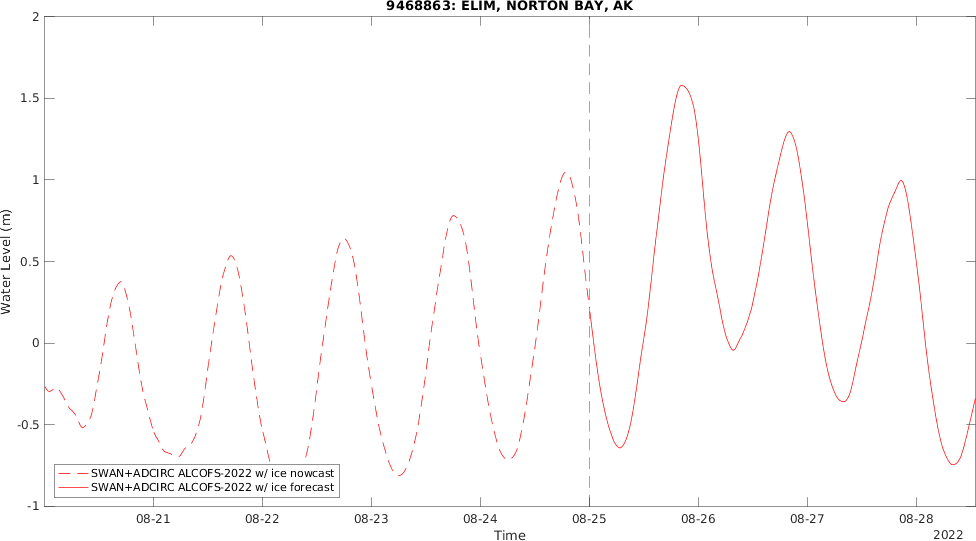 9468863: ELIM, NORTON BAY, AK
2
1.5
1
0.5
0
-0.5
-1
Water Level (m)
SWAN+ADCIRC ALCOFS-2022 w/ ice nowcast
SWAN+ADCIRC ALCOFS-2022 w/ ice forecast
08-21 08-22 08-23 08-24 08-25 08-26 08-27 08-28
Time
2022